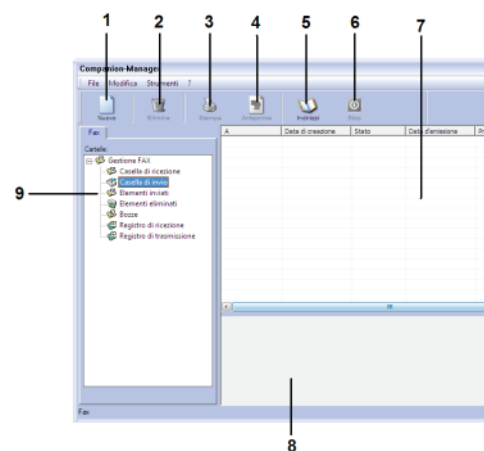 1 2 3 4 5 6 7
Companion-Manager
File Modifica Strumenti ?
Nuovo Elimina Stampa Anteprima Indirizzi Stop
Fax
A Data di creazione Stato Data d'emissione
Cartelle:
Gestione FAX
Casella di ricezione
Casella di invio
9
Elementi inviati
Elementi eliminati
Bozze
Registro di ricezione
Registro di trasmissione
Fax
8